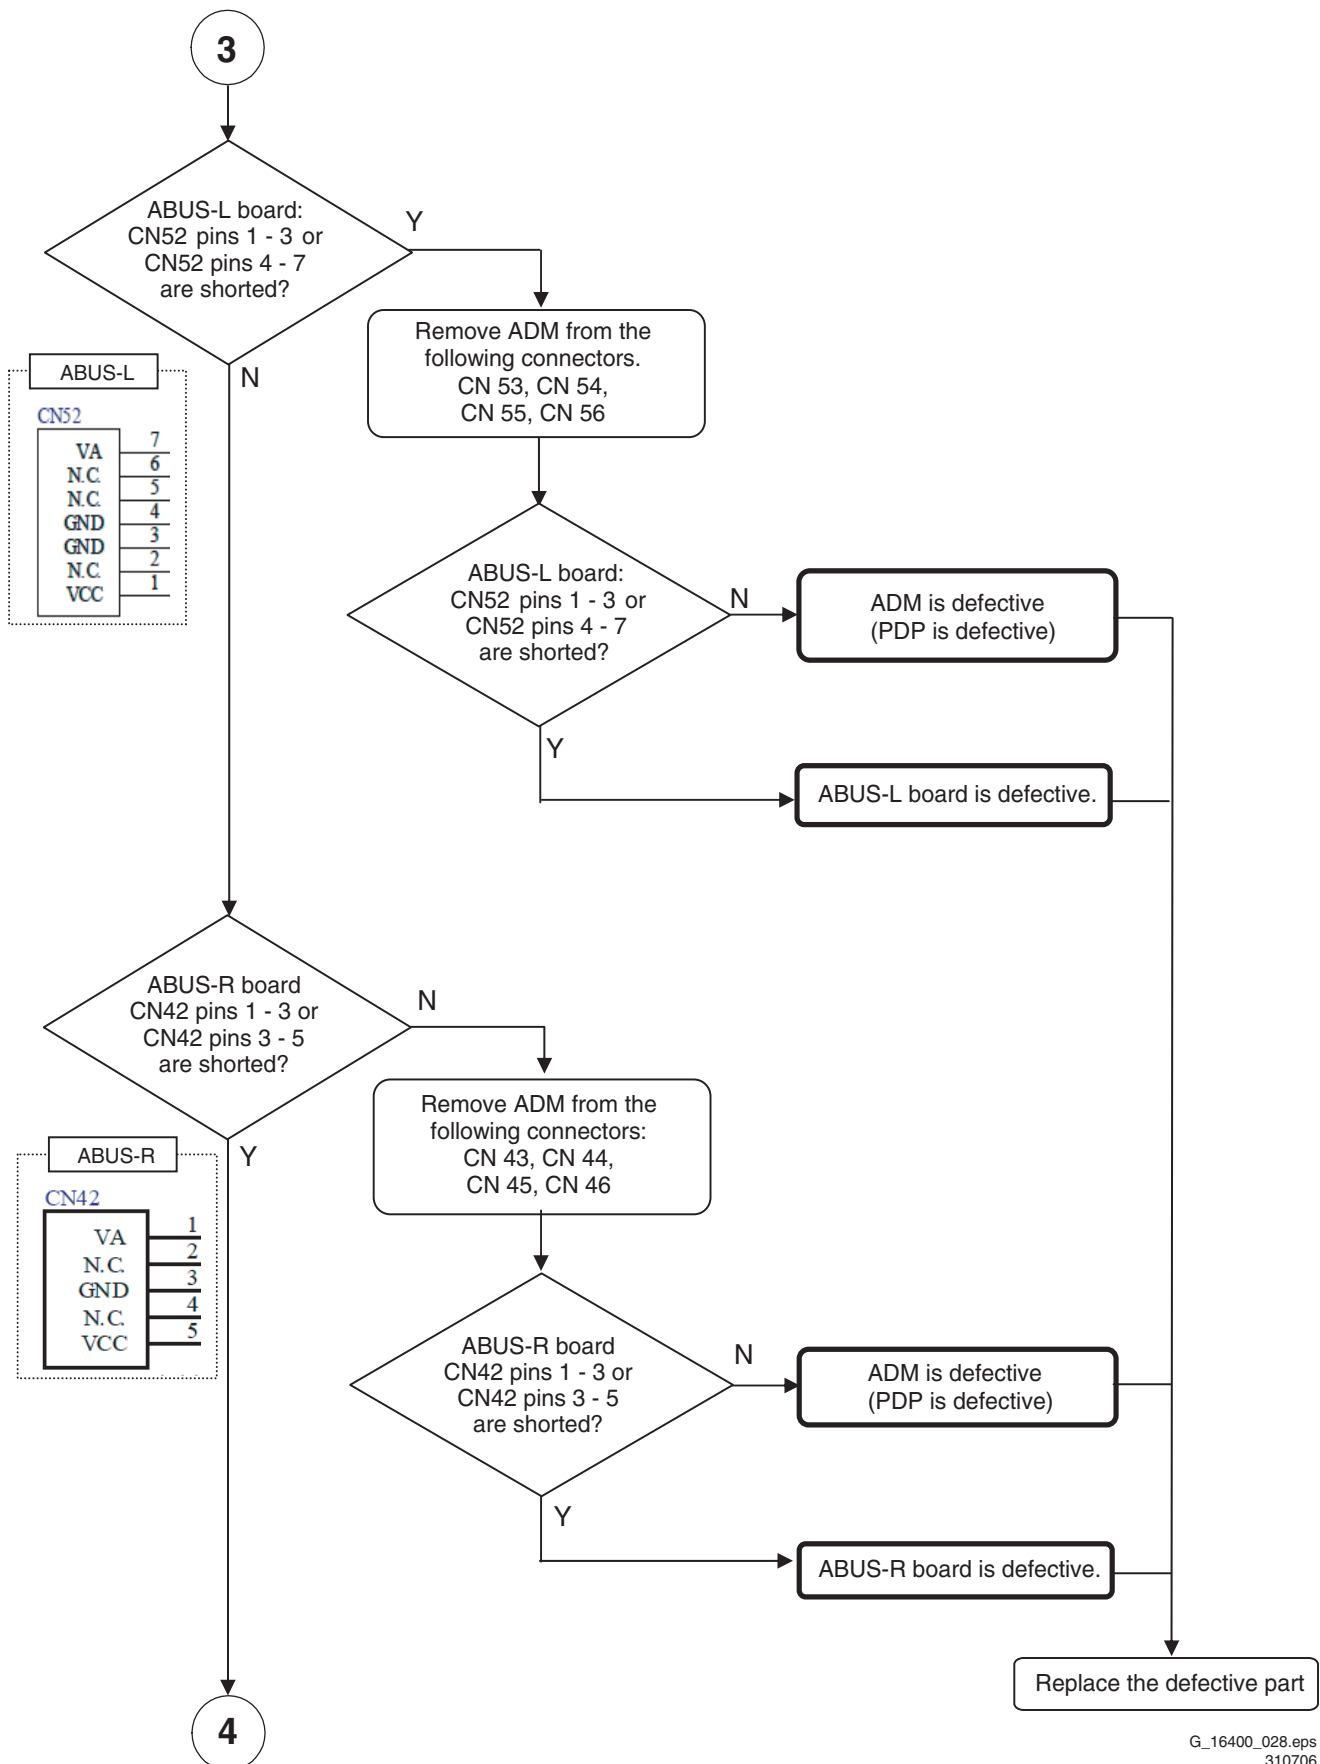 3
ABUS-L board:
CN52 pins 1 - 3 or
CN52 pins 4 - 7
are shorted?
Y
N
Remove ADM from the
following connectors.
CN 53, CN 54,
CN 55, CN 56
ABUS-L
CN52
VA 7
N.C. 6
N.C. 5
GND 4
GND 3
N.C. 2
VCC 1
ABUS-L board:
CN52 pins 1 - 3 or
CN52 pins 4 - 7
are shorted?
N
Y
ADM is defective
(PDP is defective)
ABUS-L board is defective.
ABUS-R board
CN42 pins 1 - 3 or
CN42 pins 3 - 5
are shorted?
N
Y
Remove ADM from the
following connectors:
CN 43, CN 44,
CN 45, CN 46
ABUS-R
CN42
VA 1
N.C. 2
GND 3
N.C. 4
VCC 5
ABUS-R board
CN42 pins 1 - 3 or
CN42 pins 3 - 5
are shorted?
N
Y
ADM is defective
(PDP is defective)
ABUS-R board is defective.
Replace the defective part
4
G_16400_028.eps
310706